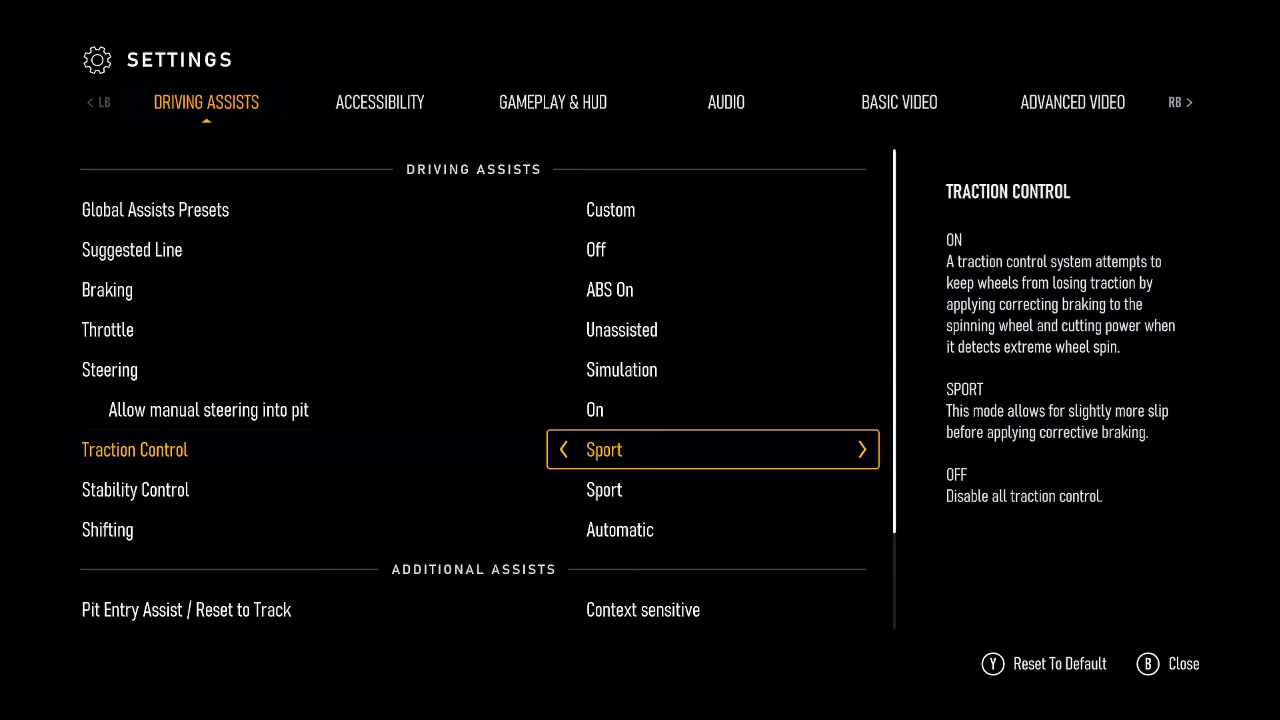 SETTINGS
< LB DRIVING ASSISTS ACCESSIBILITY GAMEPLAY & HUD AUDIO BASIC VIDEO ADVANCED VIDEO RB >
DRIVING ASSISTS
Global Assists Presets Custom
Suggested Line Off
Braking ABS On
Throttle Unassisted
Steering Simulation
Allow manual steering into pit On
Traction Control < Sport >
Stability Control Sport
Shifting Automatic
ADDITIONAL ASSISTS
Pit Entry Assist / Reset to Track Context sensitive
TRACTION CONTROL
ON
A traction control system attempts to
keep wheels from losing traction by
applying correcting braking to the
spinning wheel and cutting power when
it detects extreme wheel spin.
SPORT
This mode allows for slightly more slip
before applying corrective braking.
OFF
Disable all traction control.
Y Reset To Default B Close